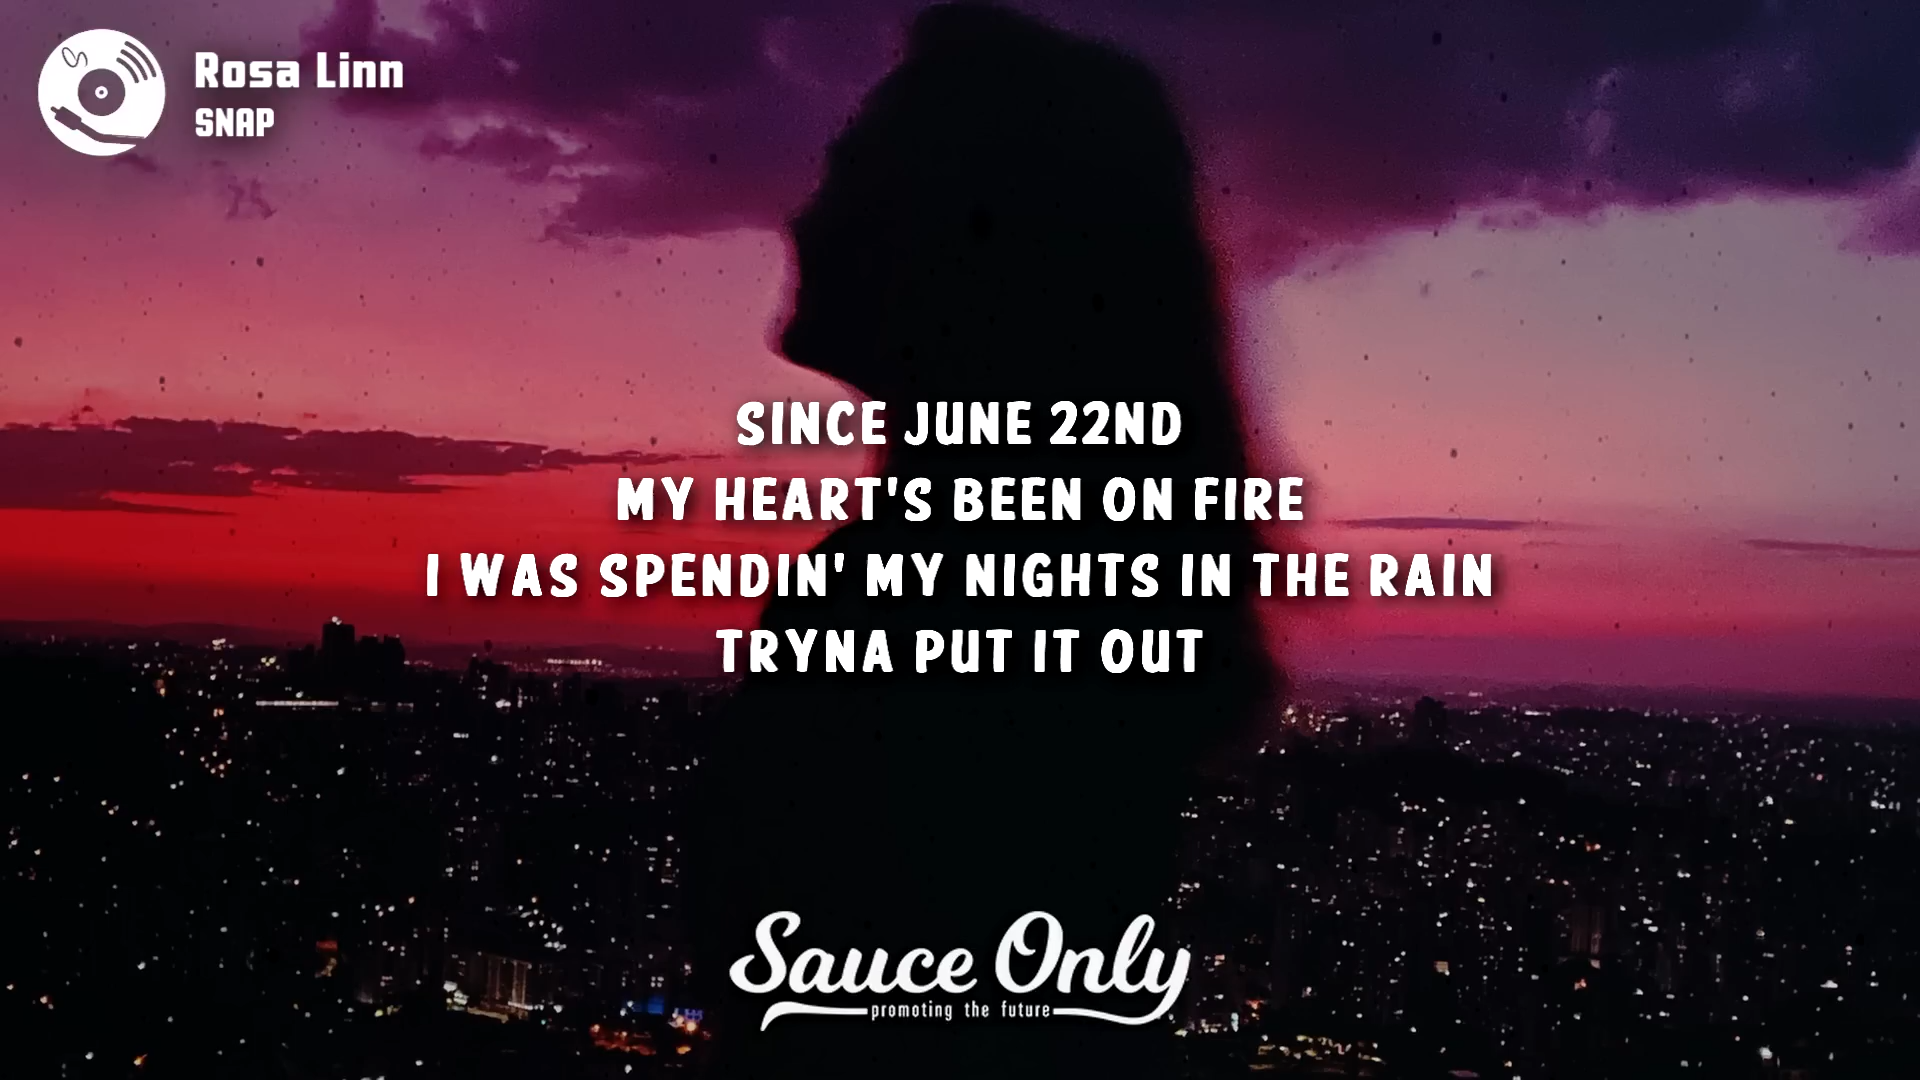 Rosa Linn
SNAP
SINCE JUNE 22ND
MY HEART'S BEEN ON FIRE
I WAS SPENDIN' MY NIGHTS IN THE RAIN
TRYNA PUT IT OUT
Sauce Only
promoting the future